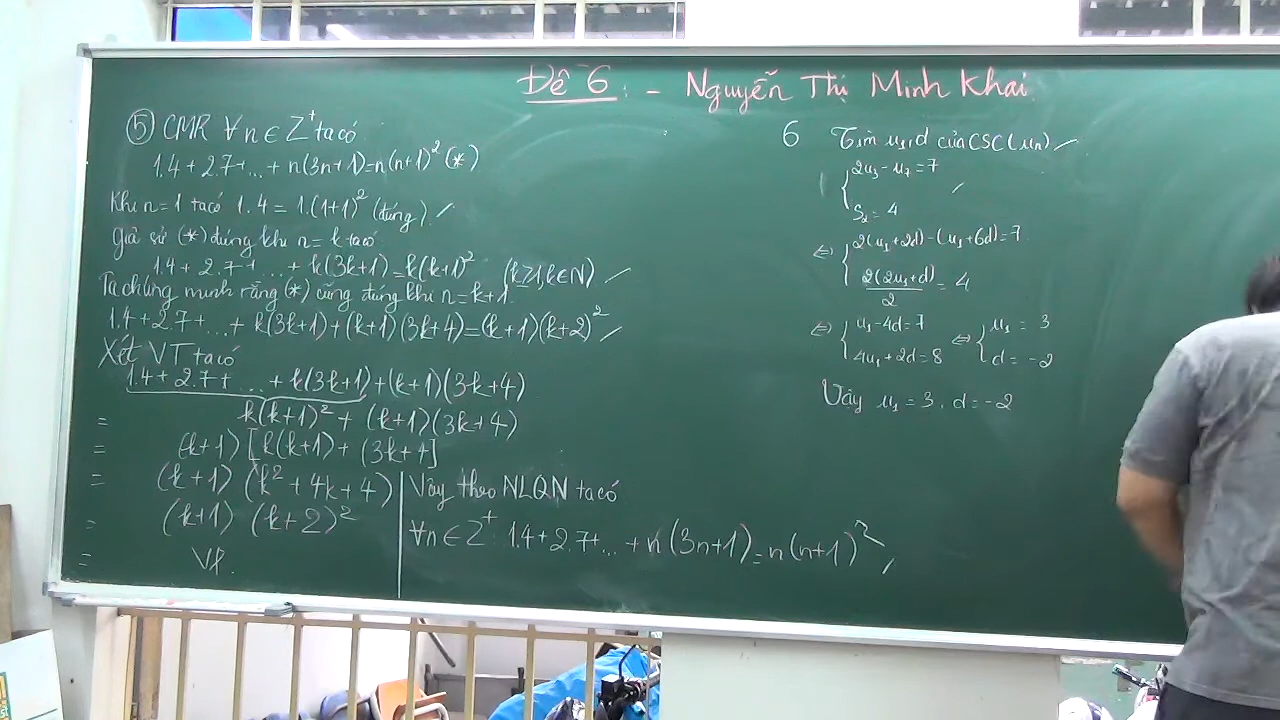 Đề 6 : - Nguyễn Thị Minh Khai
⑤ CMR ∀n ∈ Z⁺ ta có
1.4 + 2.7 + ... + n(3n+1) = n(n+1)² (*)
Khi n = 1 ta có 1.4 = 1.(1+1)² (đúng)
Giả sử (*) đúng khi n = k ta có
1.4 + 2.7 + ... + k(3k+1) = k(k+1)² (k≥1, k∈N)
Ta chứng minh rằng (*) cũng đúng khi n = k+1
1.4 + 2.7 + ... + k(3k+1) + (k+1)(3k+4) = (k+1)(k+2)²
Xét VT ta có
1.4 + 2.7 + ... + k(3k+1) + (k+1)(3k+4)
= k(k+1)² + (k+1)(3k+4)
= (k+1) [k(k+1) + (3k+4]
= (k+1) (k² + 4k + 4)
= (k+1) (k+2)²
= VP.
Vây theo NLQN ta có
∀n ∈ Z⁺ 1.4 + 2.7 + ... + n(3n+1) = n(n+1)²
6 Tìm u₁, d của CSC (uₙ)
2u₃ - u₇ = 7
S₂ = 4
⇔ 2(u₁+2d) - (u₁+6d) = 7
2(2u₁+d)/2 = 4
⇔ u₁ - 4d = 7 ⇔ u₁ = 3
4u₁ + 2d = 8 d = -2
Vậy u₁ = 3, d = -2